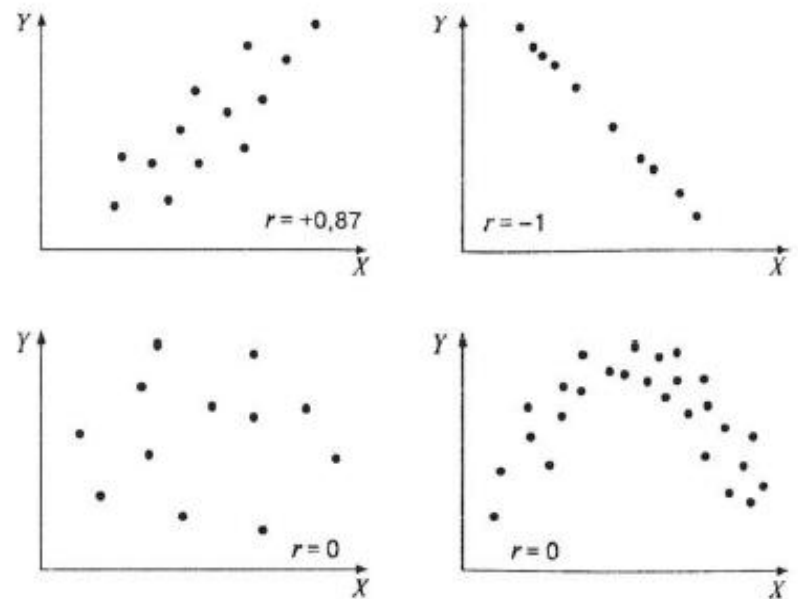 Y
r = +0,87
X
Y
r = −1
X
Y
r = 0
X
Y
r = 0
X